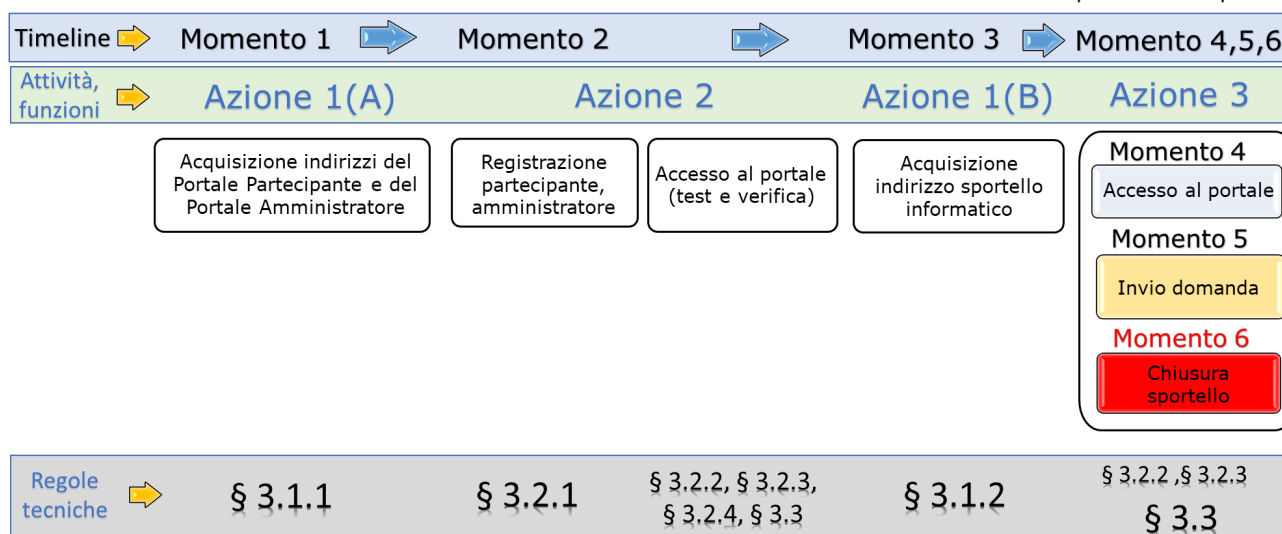 Timeline
Momento 1
Momento 2
Momento 3
Momento 4,5,6
Attività,
funzioni
Azione 1(A)
Azione 2
Azione 1(B)
Azione 3
Acquisizione indirizzi del
Portale Partecipante e del
Portale Amministratore
Registrazione
partecipante,
amministratore
Accesso al portale
(test e verifica)
Acquisizione
indirizzo sportello
informatico
Momento 4
Accesso al portale
Momento 5
Invio domanda
Momento 6
Chiusura
sportello
Regole
tecniche
§ 3.1.1
§ 3.2.1
§ 3.2.2, § 3.2.3,
§ 3.2.4, § 3.3
§ 3.1.2
§ 3.2.2 ,§ 3.2.3
§ 3.3